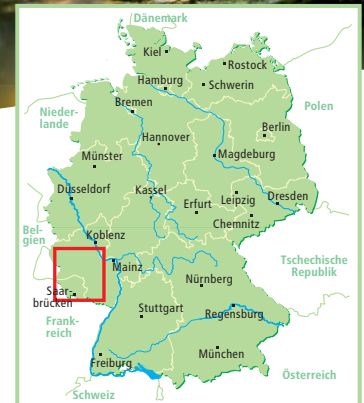 Dänemark
Kiel
Rostock
Hamburg
Schwerin
Bremen
Nieder-
lande
Polen
Berlin
Hannover
Münster
Magdeburg
Düsseldorf
Kassel
Erfurt
Leipzig
Dresden
Chemnitz
Bel-
gien
Koblenz
Mainz
Tschechische
Republik
Saar-
brücken
Nürnberg
Frank-
reich
Stuttgart
Regensburg
München
Freiburg
Österreich
Schweiz